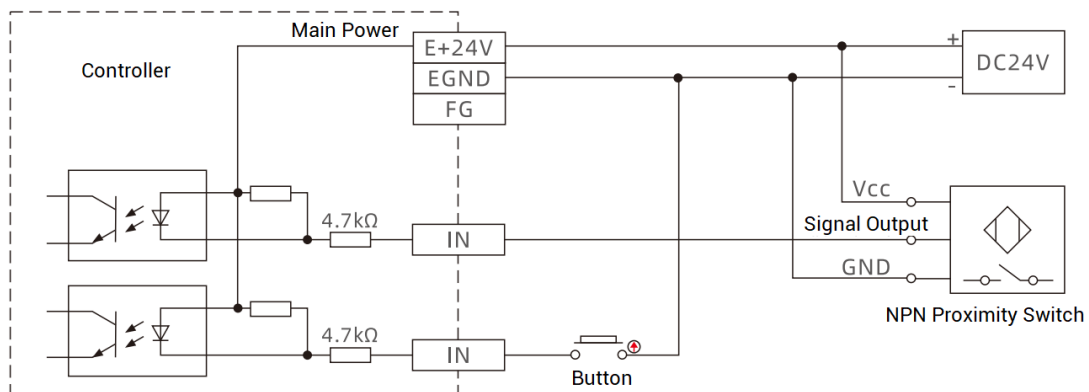 Main Power
E+24V
+
DC24V
Controller
EGND
-
FG
Vcc
4.7kΩ
Signal Output
IN
GND
NPN Proximity Switch
4.7kΩ
IN
Button